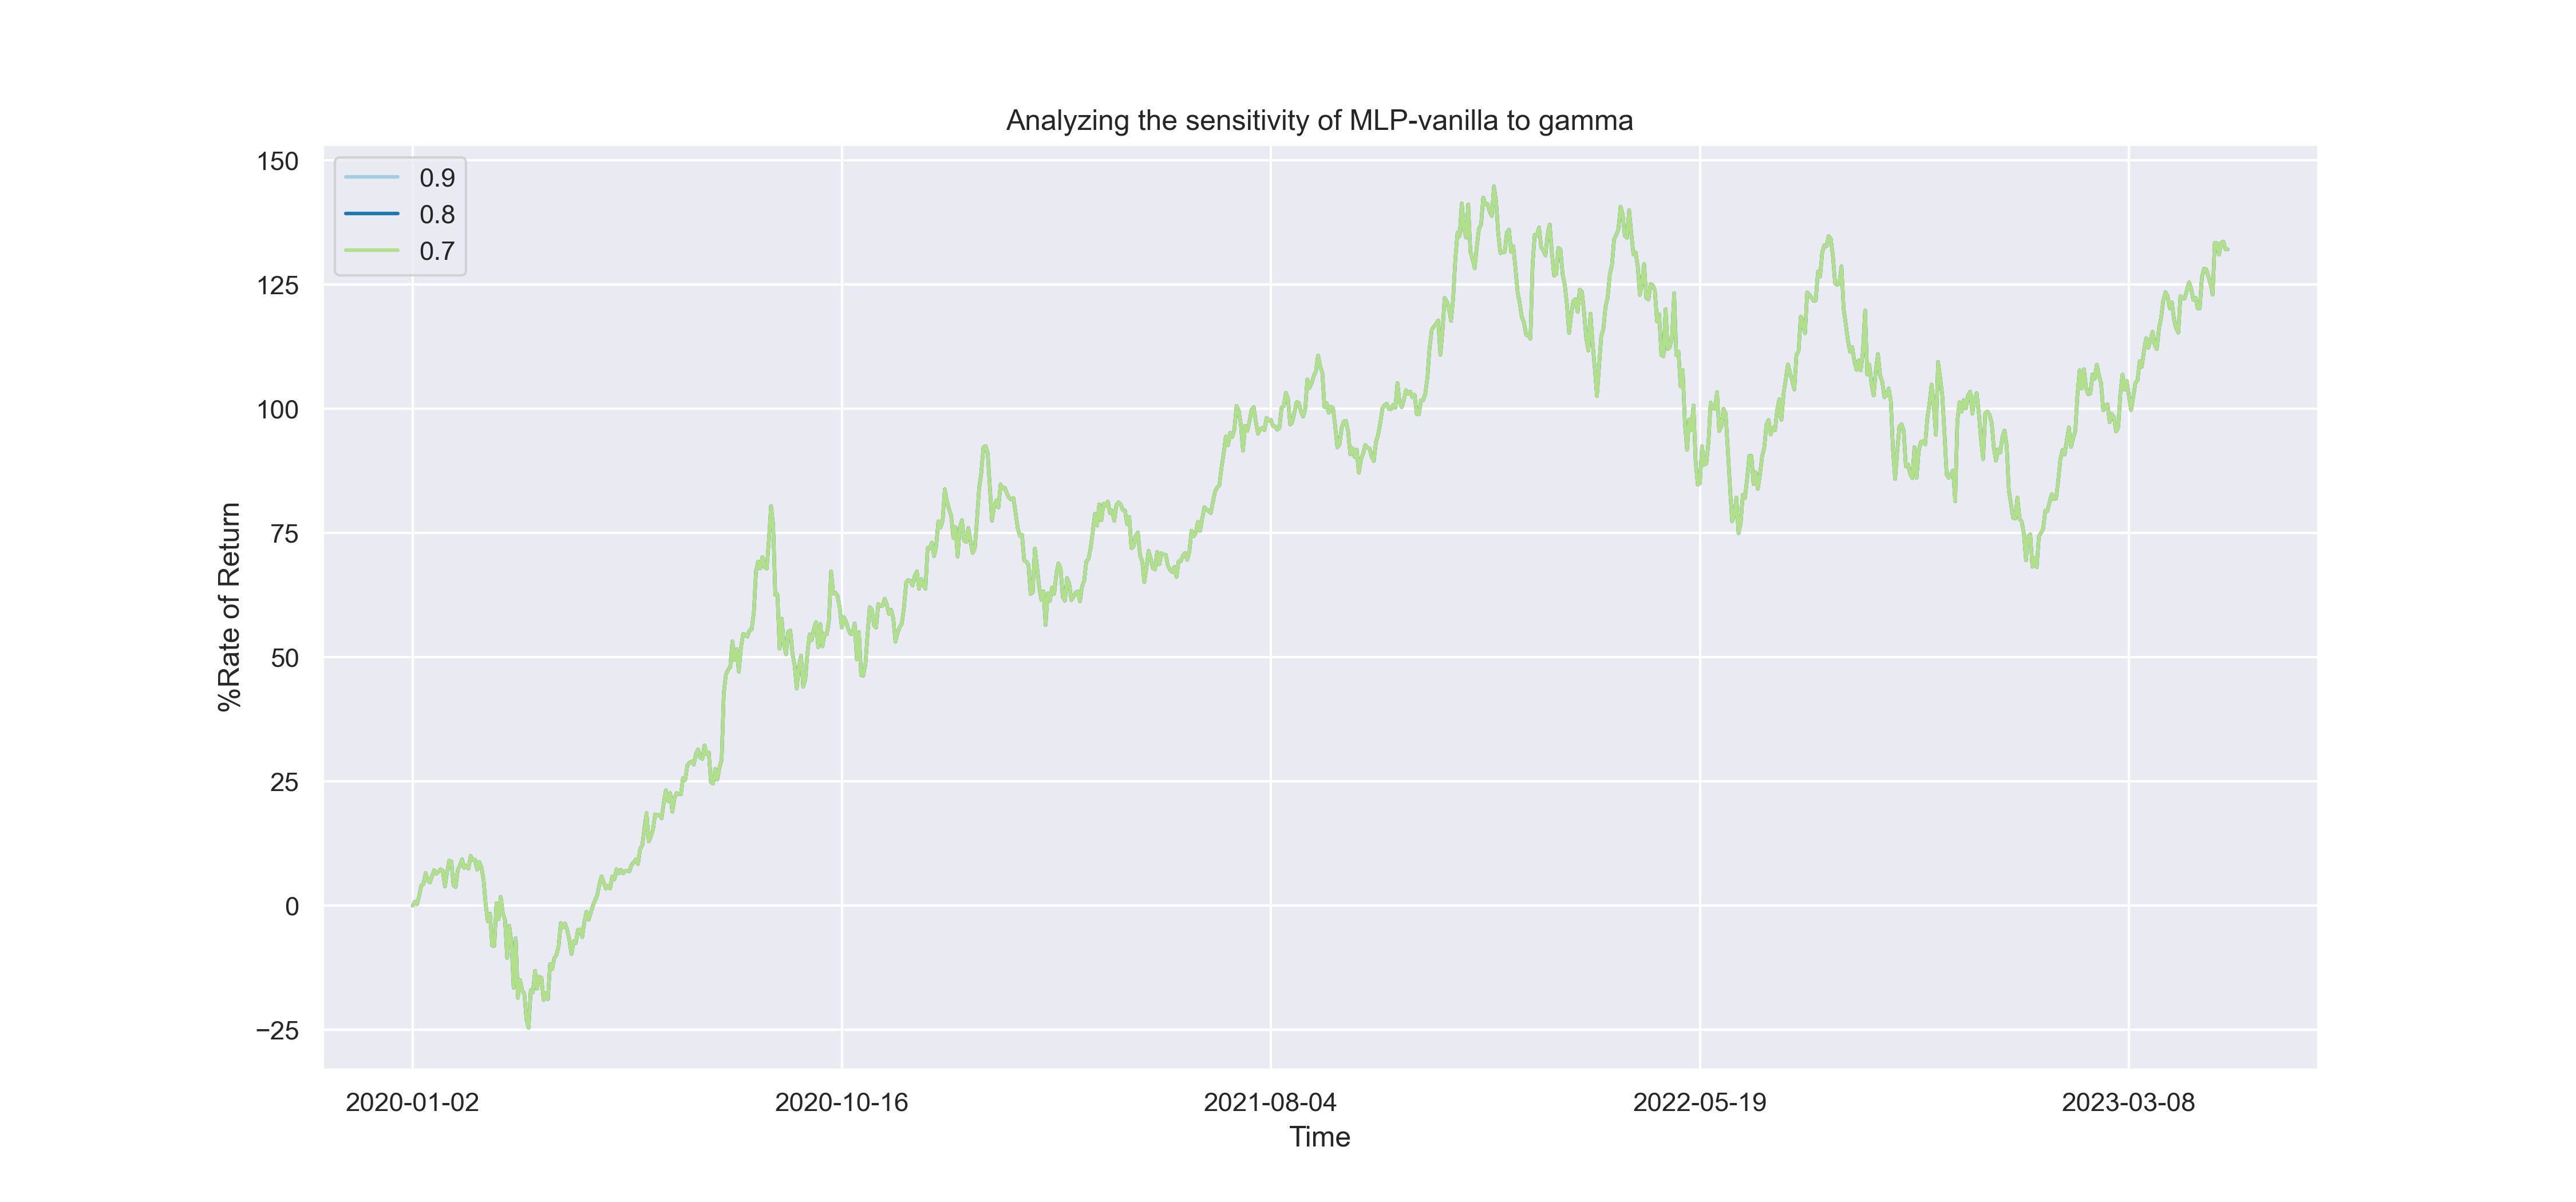 Analyzing the sensitivity of MLP-vanilla to gamma
0.9
0.8
0.7
150
125
100
75
50
25
0
−25
%Rate of Return
2020-01-02 2020-10-16 2021-08-04 2022-05-19 2023-03-08
Time